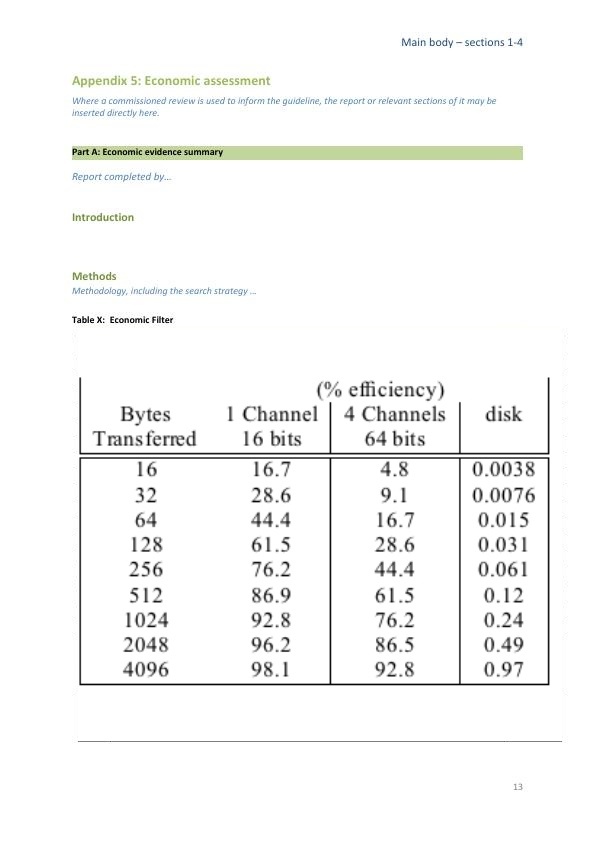 Main body – sections 1-4
Appendix 5: Economic assessment
Where a commissioned review is used to inform the guideline, the report or relevant sections of it may be
inserted directly here.
Part A: Economic evidence summary
Report completed by…
Introduction
Methods
Methodology, including the search strategy …
Table X:  Economic Filter
(% efficiency)
Bytes 1 Channel 4 Channels disk
Transferred 16 bits 64 bits
16 16.7 4.8 0.0038
32 28.6 9.1 0.0076
64 44.4 16.7 0.015
128 61.5 28.6 0.031
256 76.2 44.4 0.061
512 86.9 61.5 0.12
1024 92.8 76.2 0.24
2048 96.2 86.5 0.49
4096 98.1 92.8 0.97
13